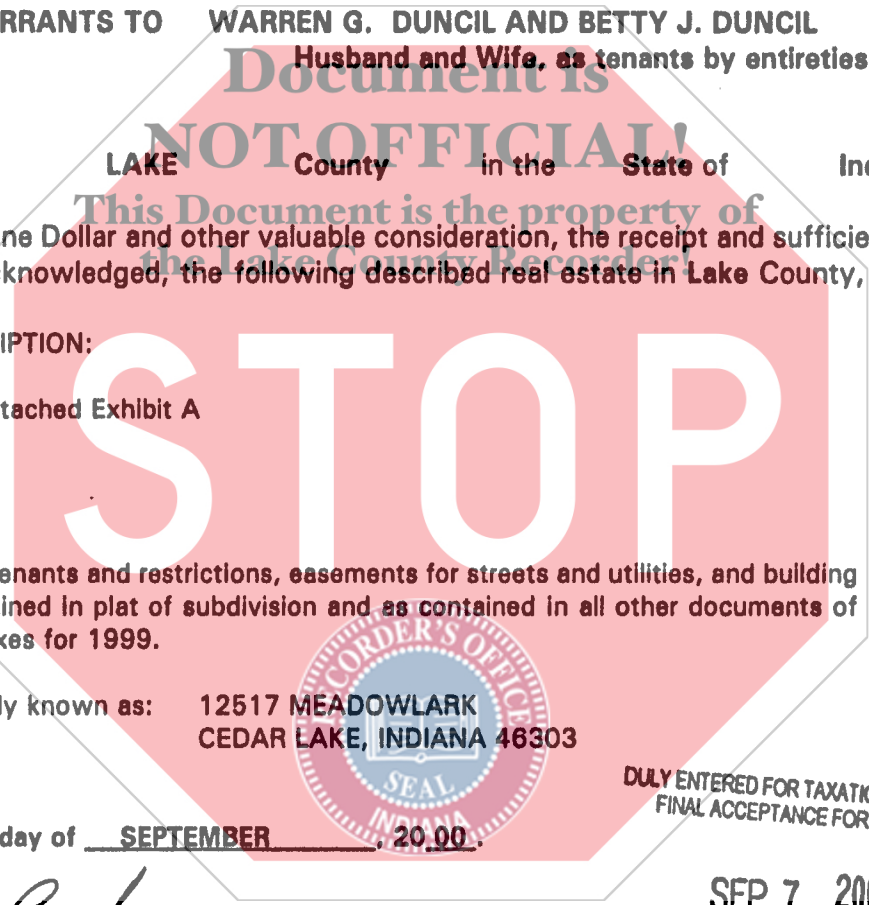 RRANTS TO WARREN G. DUNCIL AND BETTY J. DUNCIL
Husband and Wife, as tenants by entireties
Document is
NOT OFFICIAL!
LAKE County in the State of
This Document is the property of
the Lake County Recorder!
ne Dollar and other valuable consideration, the receipt and sufficie
knowledged, the following described real estate in Lake County,
IPTION:
tached Exhibit A
STOP
enants and restrictions, easements for streets and utilities, and building
ined in plat of subdivision and as contained in all other documents of
xes for 1999.
ly known as: 12517 MEADOWLARK
CEDAR LAKE, INDIANA 46303
RECORDER'S OFFICE
SEAL
INDIANA
DULY ENTERED FOR TAXATI
FINAL ACCEPTANCE FOR
day of SEPTEMBER, 20 00.
SEP 7 200